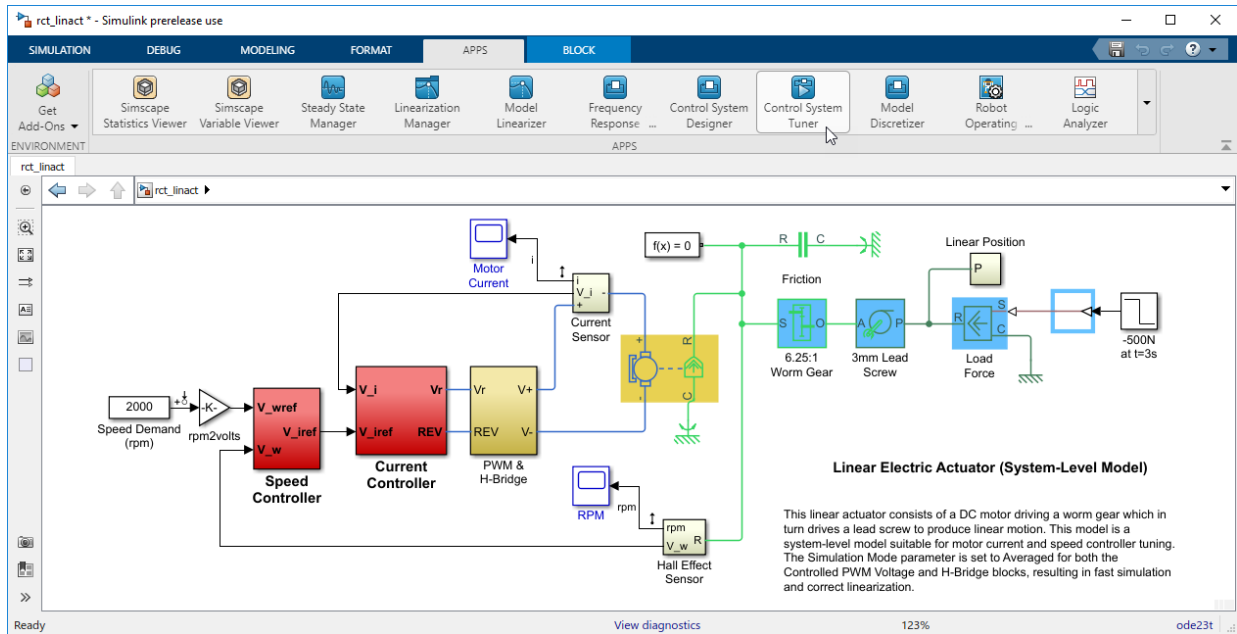 rct_linact * - Simulink prerelease use
SIMULATION
DEBUG
MODELING
FORMAT
APPS
BLOCK
Get
Add-Ons
Simscape
Statistics Viewer
Simscape
Variable Viewer
Steady State
Manager
Linearization
Manager
Model
Linearizer
Frequency
Response ...
Control System
Designer
Control System
Tuner
Model
Discretizer
Robot
Operating ...
Logic
Analyzer
ENVIRONMENT
APPS
rct_linact
rct_linact
Motor
Current
i
i
V_i
-
+
Current
Sensor
f(x) = 0
R
C
Friction
Linear Position
P
S
O
6.25:1
Worm Gear
A
P
3mm Lead
Screw
R
S
C
Load
Force
-500N
at t=3s
+
-
R
C
2000
Speed Demand
(rpm)
-K-
rpm2volts
V_wref
V_iref
V_w
Speed
Controller
V_i
Vr
V_iref
REV
Current
Controller
Vr
V+
REV
V-
PWM &
H-Bridge
RPM
rpm
rpm
V_w
R
Hall Effect
Sensor
Linear Electric Actuator (System-Level Model)
This linear actuator consists of a DC motor driving a worm gear which in
turn drives a lead screw to produce linear motion. This model is a
system-level model suitable for motor current and speed controller tuning.
The Simulation Mode parameter is set to Averaged for both the
Controlled PWM Voltage and H-Bridge blocks, resulting in fast simulation
and correct linearization.
Ready
View diagnostics
123%
ode23t